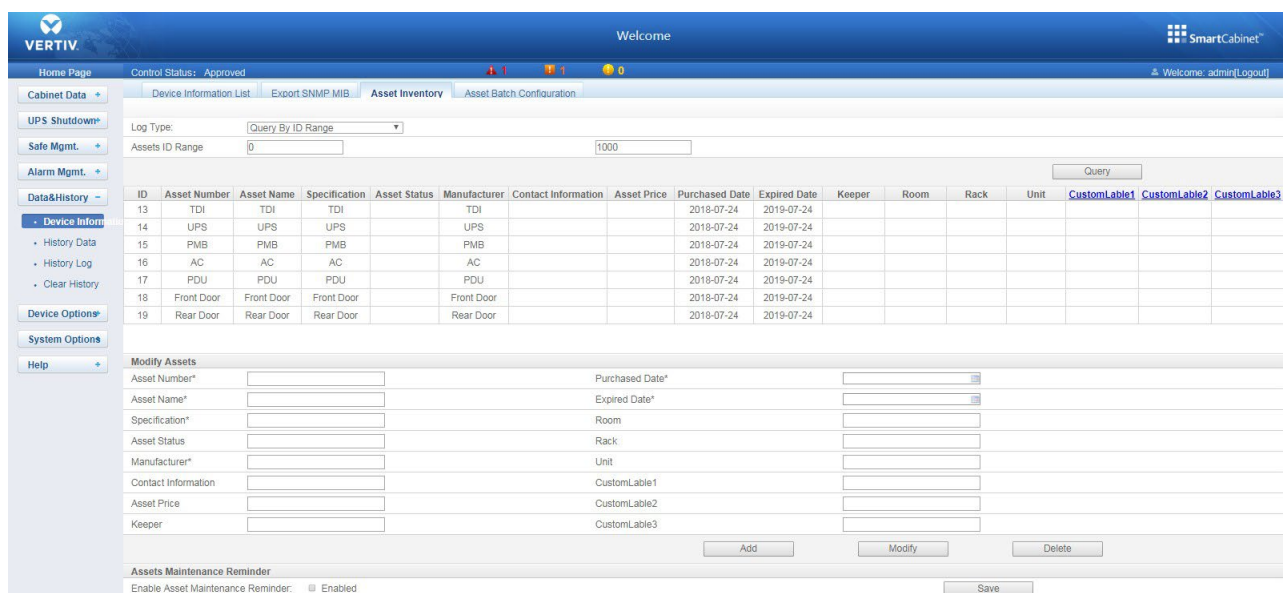 VERTIV.
Welcome
SmartCabinet™
Home Page
Control Status: Approved
1
1
0
Welcome: admin[Logout]
Cabinet Data +
UPS Shutdown+
Safe Mgmt. +
Alarm Mgmt. +
Data&History −
• Device Informati
• History Data
• History Log
• Clear History
Device Options+
System Options
Help +
Device Information List Export SNMP MIB Asset Inventory Asset Batch Configuration
Log Type: Query By ID Range
Assets ID Range 0 1000
Query
ID Asset Number Asset Name Specification Asset Status Manufacturer Contact Information Asset Price Purchased Date Expired Date Keeper Room Rack Unit CustomLable1 CustomLable2 CustomLable3
13 TDI TDI TDI TDI 2018-07-24 2019-07-24
14 UPS UPS UPS UPS 2018-07-24 2019-07-24
15 PMB PMB PMB PMB 2018-07-24 2019-07-24
16 AC AC AC AC 2018-07-24 2019-07-24
17 PDU PDU PDU PDU 2018-07-24 2019-07-24
18 Front Door Front Door Front Door Front Door 2018-07-24 2019-07-24
19 Rear Door Rear Door Rear Door Rear Door 2018-07-24 2019-07-24
Modify Assets
Asset Number* Purchased Date*
Asset Name* Expired Date*
Specification* Room
Asset Status Rack
Manufacturer* Unit
Contact Information CustomLable1
Asset Price CustomLable2
Keeper CustomLable3
Add Modify Delete
Assets Maintenance Reminder
Enable Asset Maintenance Reminder: Enabled Save